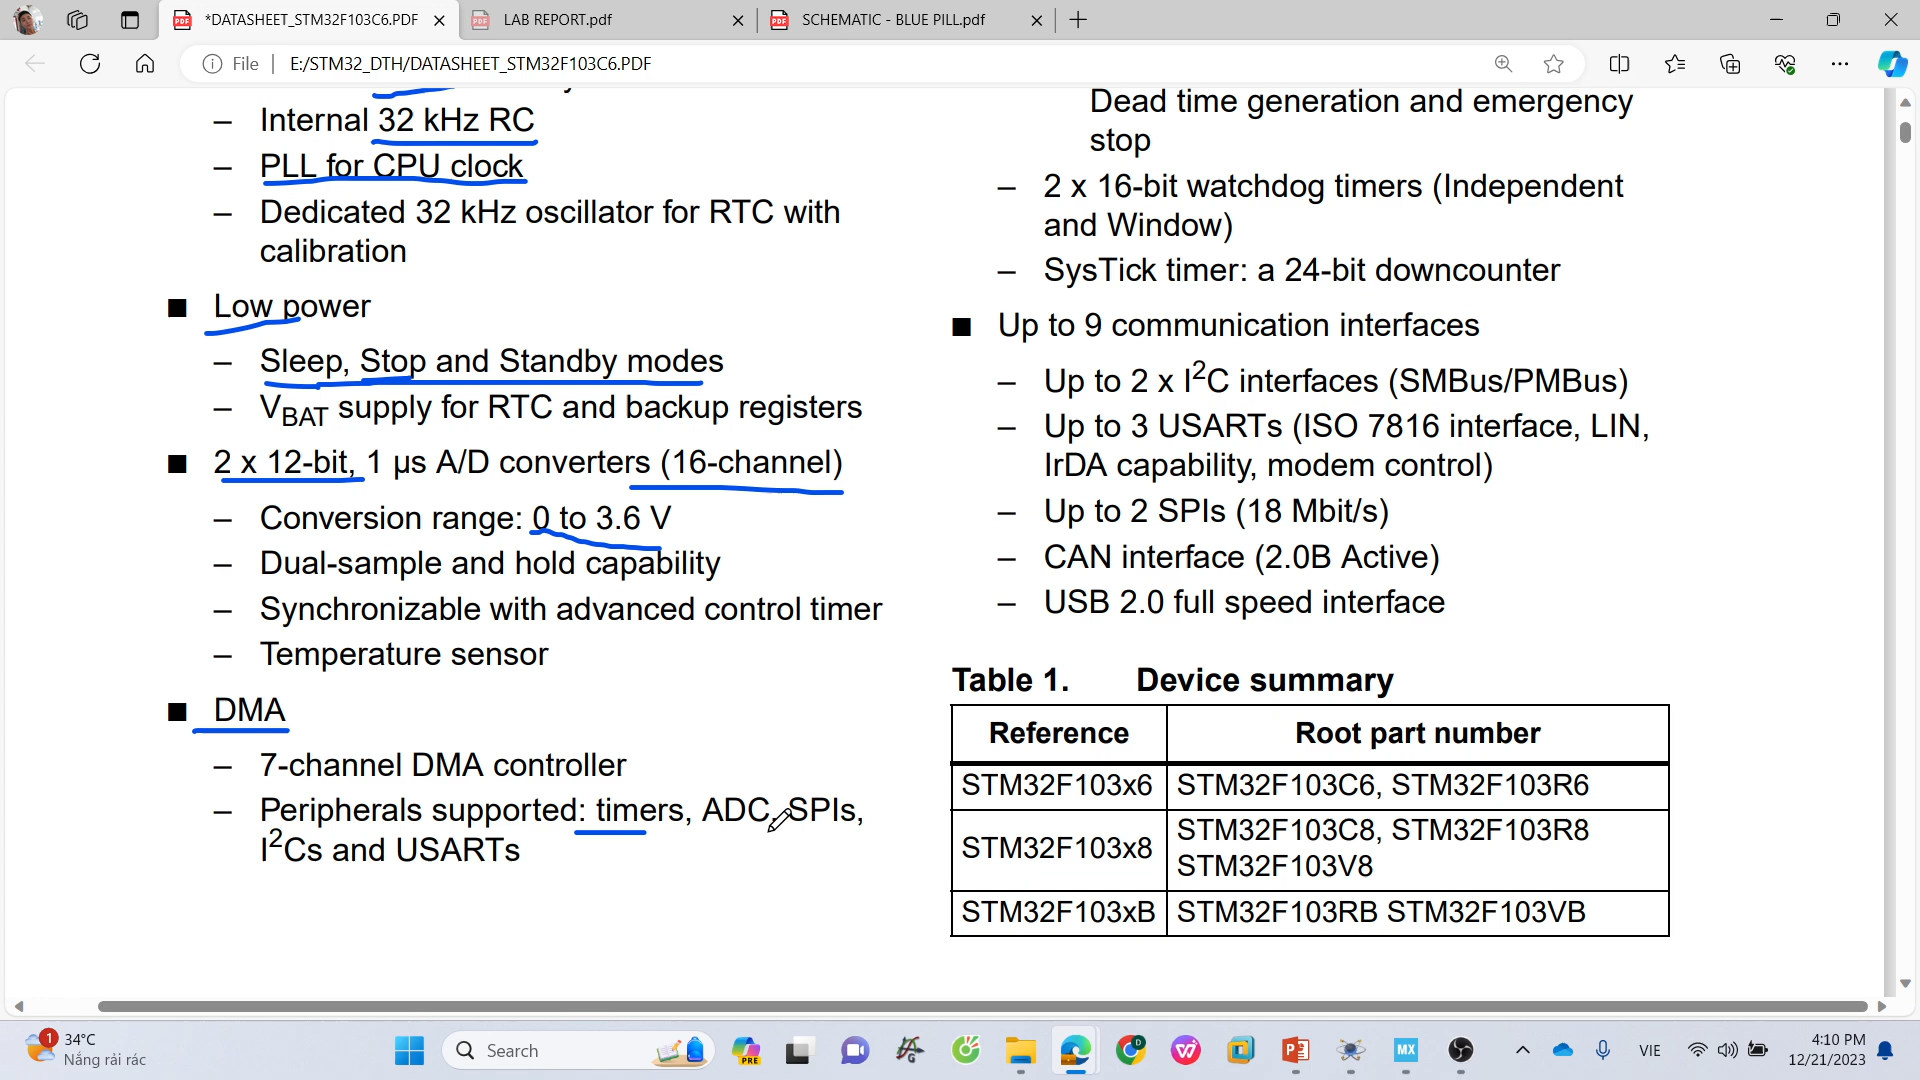 *DATASHEET_STM32F103C6.PDF
LAB REPORT.pdf
SCHEMATIC - BLUE PILL.pdf
File
E:/STM32_DTH/DATASHEET_STM32F103C6.PDF
– Internal 32 kHz RC
– PLL for CPU clock
– Dedicated 32 kHz oscillator for RTC with
calibration
■ Low power
– Sleep, Stop and Standby modes
– VBAT supply for RTC and backup registers
■ 2 x 12-bit, 1 µs A/D converters (16-channel)
– Conversion range: 0 to 3.6 V
– Dual-sample and hold capability
– Synchronizable with advanced control timer
– Temperature sensor
■ DMA
– 7-channel DMA controller
– Peripherals supported: timers, ADC, SPIs,
I²Cs and USARTs
Dead time generation and emergency
stop
– 2 x 16-bit watchdog timers (Independent
and Window)
– SysTick timer: a 24-bit downcounter
■ Up to 9 communication interfaces
– Up to 2 x I²C interfaces (SMBus/PMBus)
– Up to 3 USARTs (ISO 7816 interface, LIN,
IrDA capability, modem control)
– Up to 2 SPIs (18 Mbit/s)
– CAN interface (2.0B Active)
– USB 2.0 full speed interface
Table 1. Device summary
Reference Root part number
STM32F103x6 STM32F103C6, STM32F103R6
STM32F103x8 STM32F103C8, STM32F103R8
STM32F103V8
STM32F103xB STM32F103RB STM32F103VB
1
34°C
Nắng rải rác
Search
PRE
D
MX
VIE
4:10 PM
12/21/2023